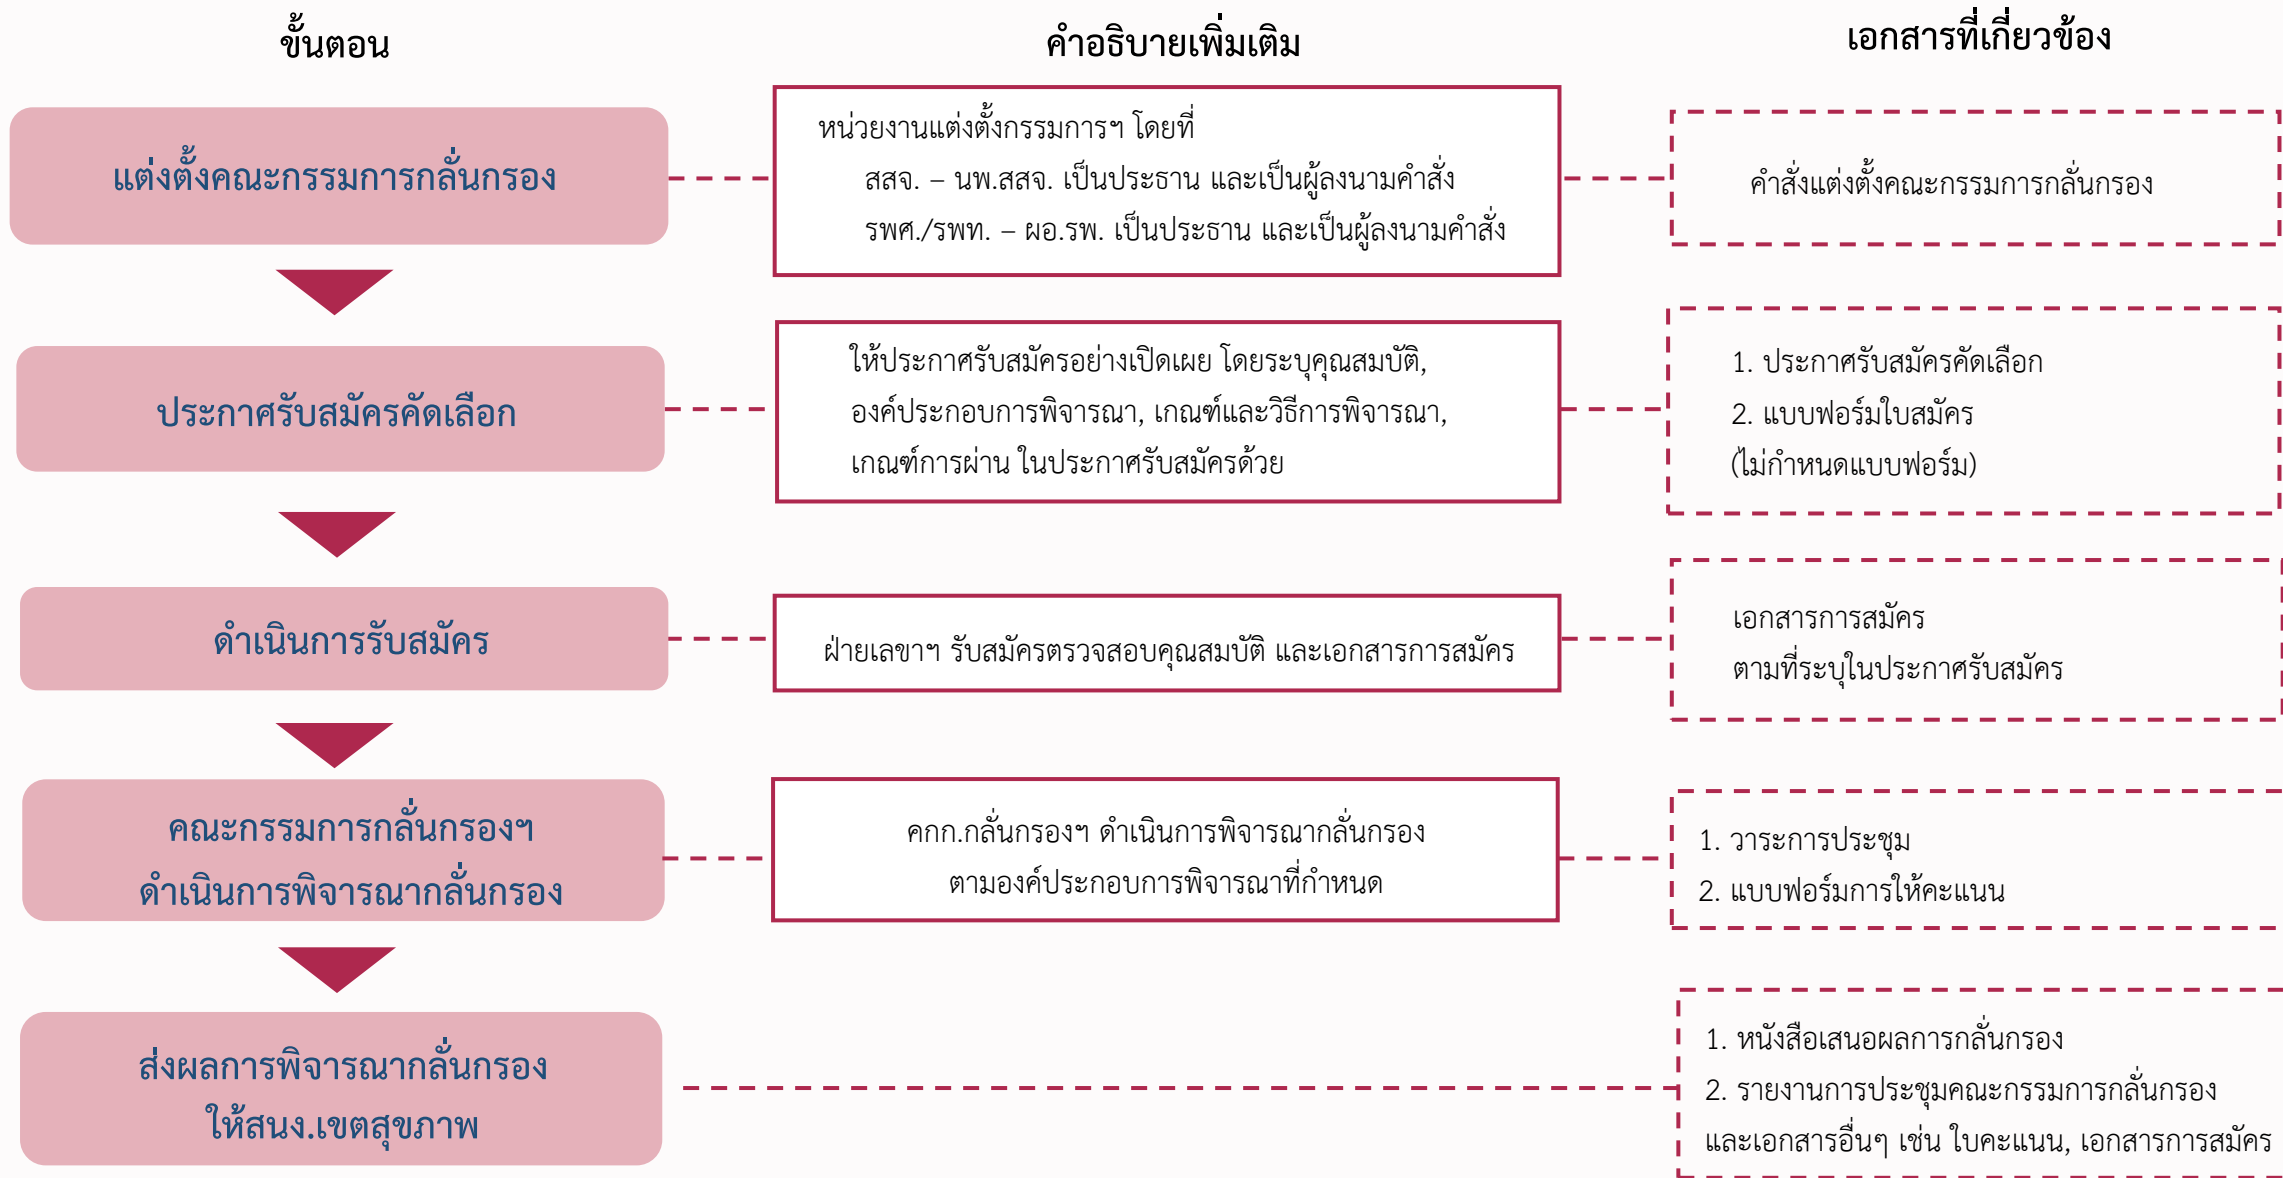 ขั้นตอน
คำอธิบายเพิ่มเติม
เอกสารที่เกี่ยวข้อง
แต่งตั้งคณะกรรมการกลั่นกรอง
หน่วยงานแต่งตั้งกรรมการฯ โดยที่
สสจ. – นพ.สสจ. เป็นประธาน และเป็นผู้ลงนามคำสั่ง
รพศ./รพท. – ผอ.รพ. เป็นประธาน และเป็นผู้ลงนามคำสั่ง
คำสั่งแต่งตั้งคณะกรรมการกลั่นกรอง
ประกาศรับสมัครคัดเลือก
ให้ประกาศรับสมัครอย่างเปิดเผย โดยระบุคุณสมบัติ,
องค์ประกอบการพิจารณา, เกณฑ์และวิธีการพิจารณา,
เกณฑ์การผ่าน ในประกาศรับสมัครด้วย
1. ประกาศรับสมัครคัดเลือก
2. แบบฟอร์มใบสมัคร
(ไม่กำหนดแบบฟอร์ม)
ดำเนินการรับสมัคร
ฝ่ายเลขาฯ รับสมัครตรวจสอบคุณสมบัติ และเอกสารการสมัคร
เอกสารการสมัคร
ตามที่ระบุในประกาศรับสมัคร
คณะกรรมการกลั่นกรองฯ
ดำเนินการพิจารณากลั่นกรอง
คกก.กลั่นกรองฯ ดำเนินการพิจารณากลั่นกรอง
ตามองค์ประกอบการพิจารณาที่กำหนด
1. วาระการประชุม
2. แบบฟอร์มการให้คะแนน
ส่งผลการพิจารณากลั่นกรอง
ให้สนง.เขตสุขภาพ
1. หนังสือเสนอผลการกลั่นกรอง
2. รายงานการประชุมคณะกรรมการกลั่นกรอง
และเอกสารอื่นๆ เช่น ใบคะแนน, เอกสารการสมัคร